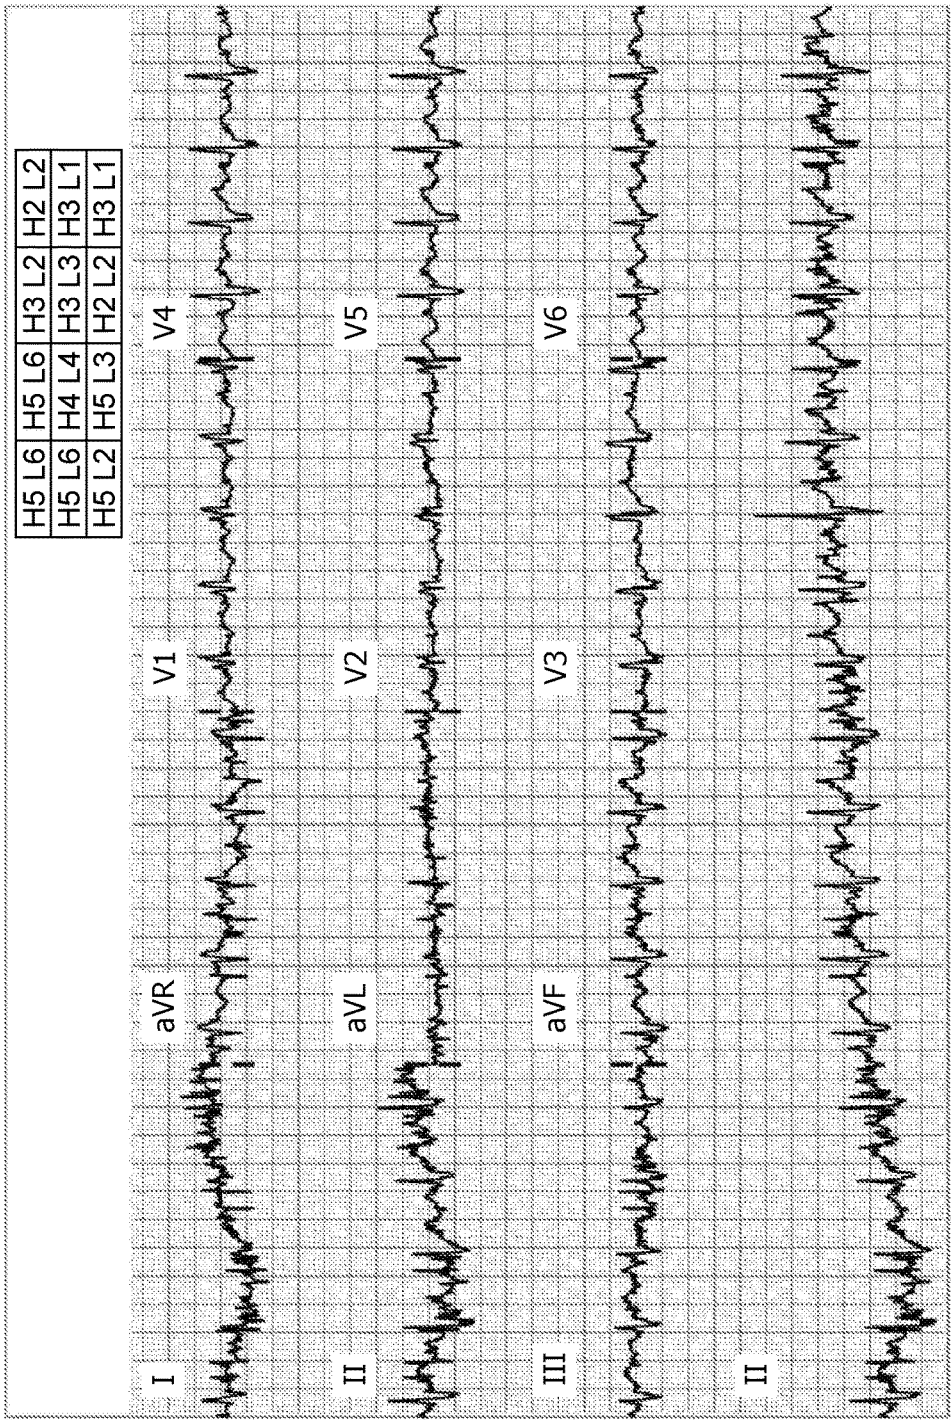 H5 L6 H5 L6 H3 L2 H2 L2
H5 L6 H4 L4 H3 L3 H3 L1
H5 L2 H5 L3 H2 L2 H3 L1
I aVR V1 V4
II aVL V2 V5
III aVF V3 V6
II